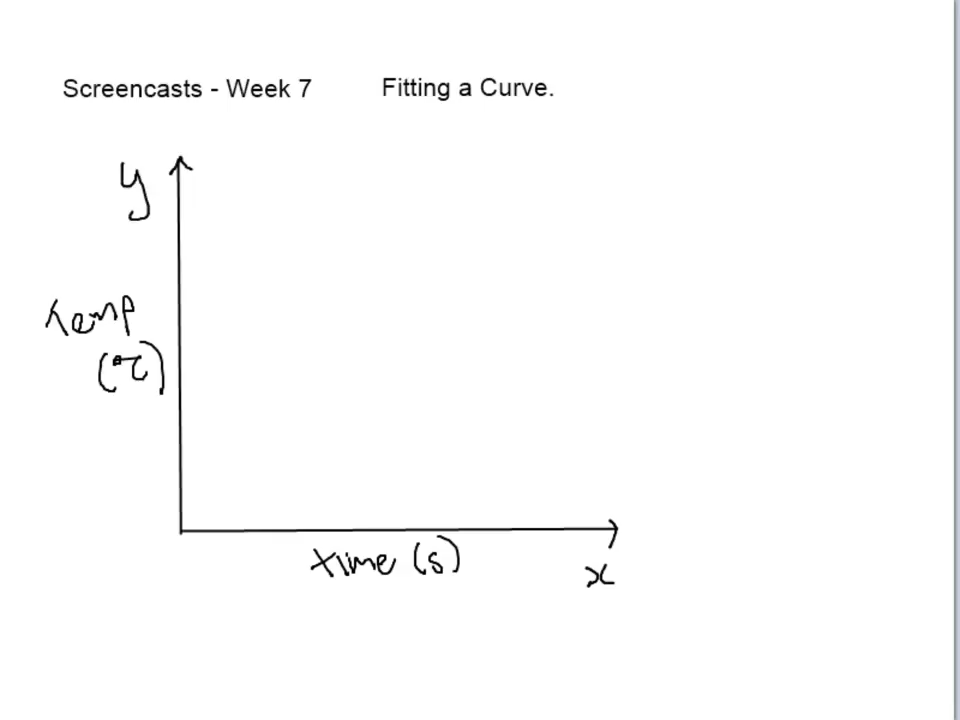 Screencasts - Week 7 Fitting a Curve.
y
temp
(°C)
time (s)
x